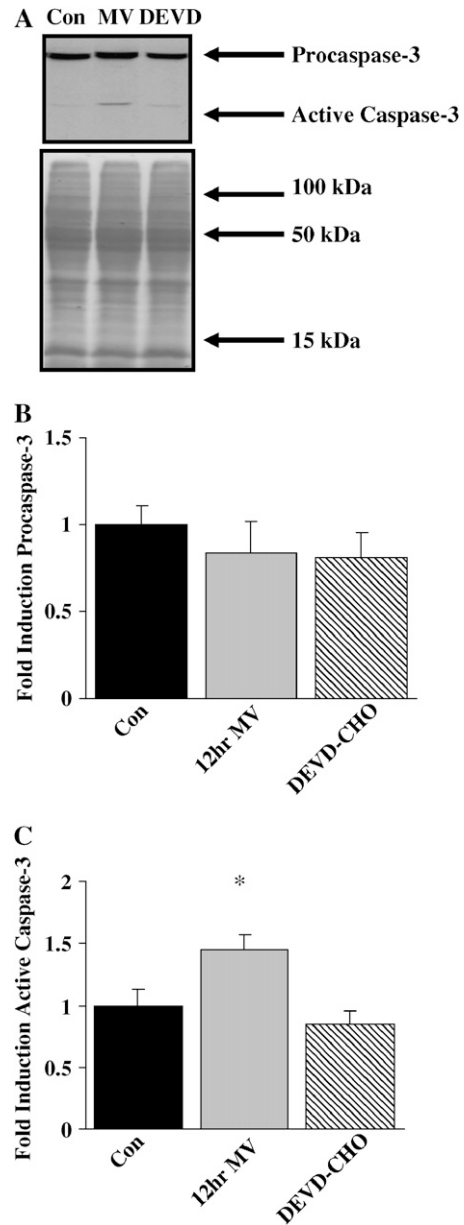 A
Con MV DEVD
Procaspase-3
Active Caspase-3
100 kDa
50 kDa
15 kDa
B
Fold Induction Procaspase-3
1.5
1
0.5
0
Con
12hr MV
DEVD-CHO
C
Fold Induction Active Caspase-3
2
1.5
1
0.5
0
*
Con
12hr MV
DEVD-CHO